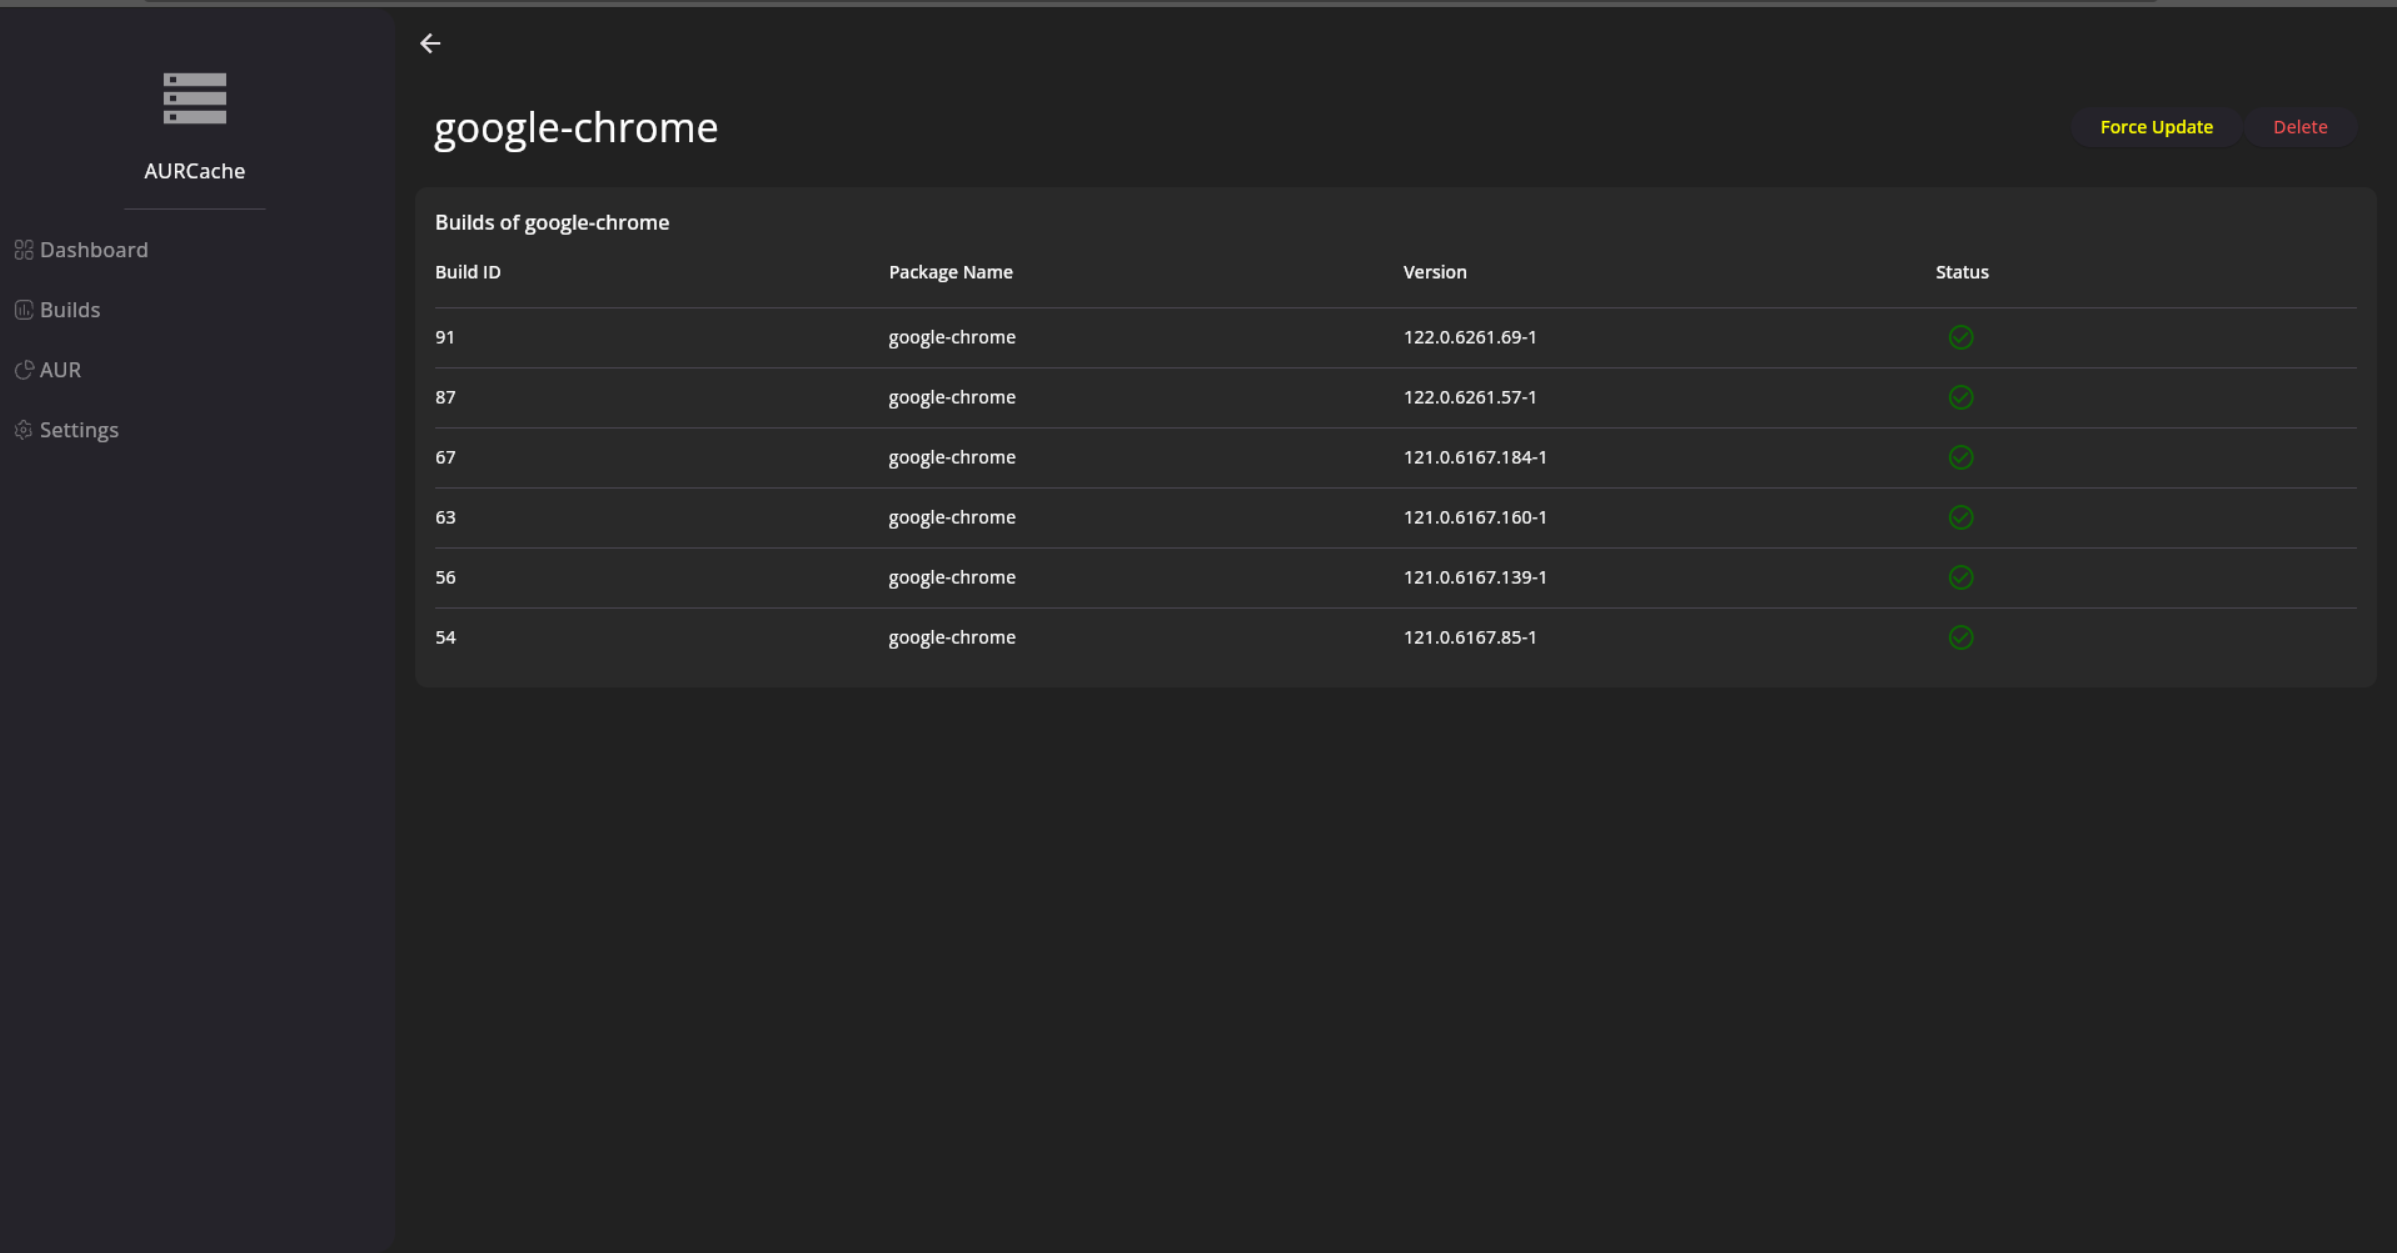 AURCache
Dashboard
Builds
AUR
Settings
google-chrome
Force Update Delete
Builds of google-chrome
Build ID Package Name Version Status
91 google-chrome 122.0.6261.69-1
87 google-chrome 122.0.6261.57-1
67 google-chrome 121.0.6167.184-1
63 google-chrome 121.0.6167.160-1
56 google-chrome 121.0.6167.139-1
54 google-chrome 121.0.6167.85-1